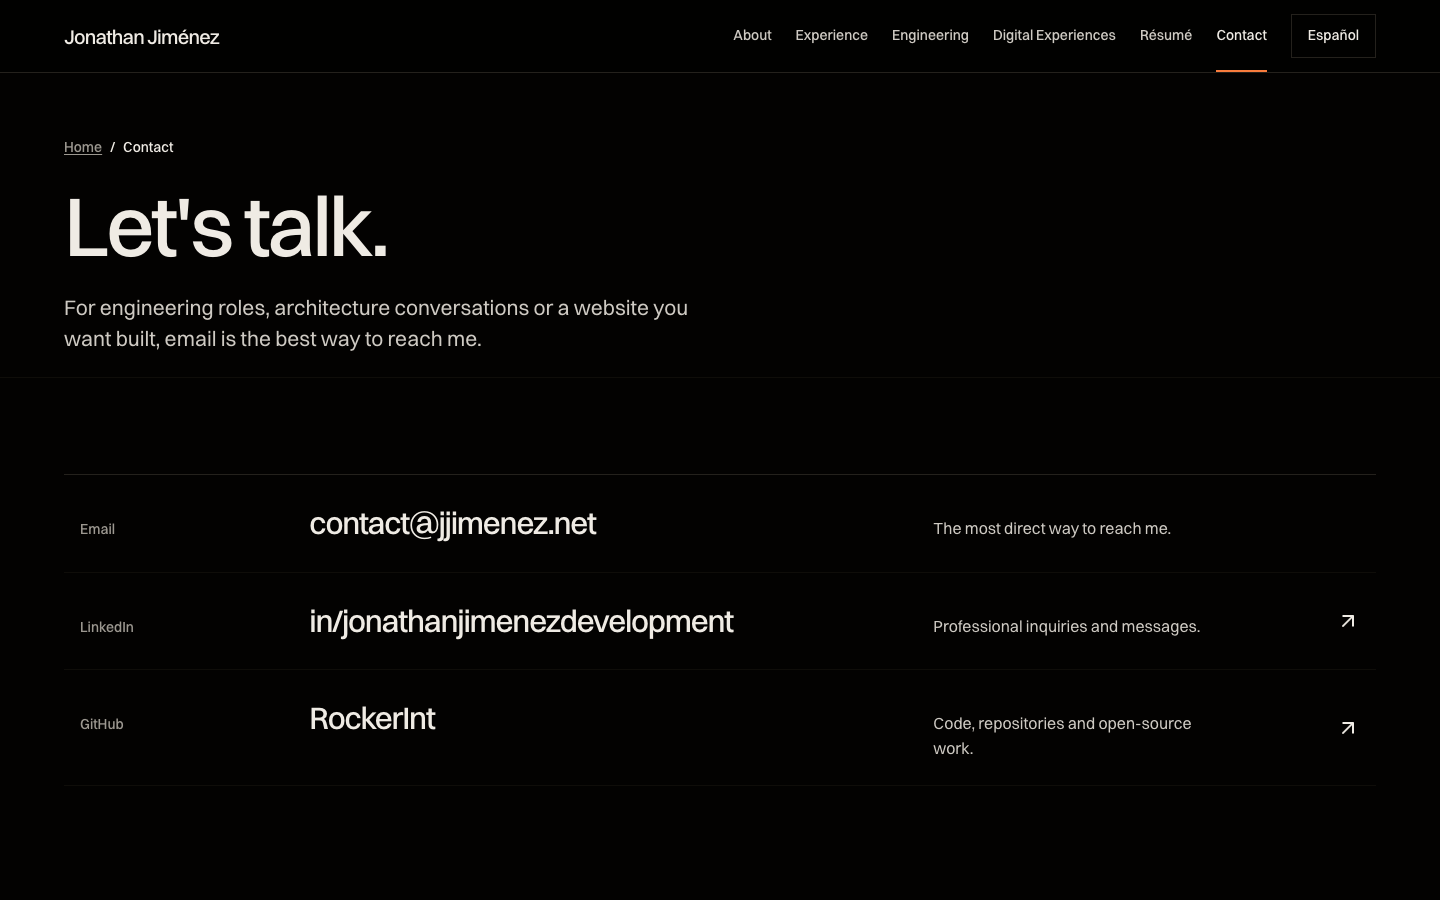 Jonathan Jiménez
About
Experience
Engineering
Digital Experiences
Résumé
Contact
Español
Home / Contact
Let's talk.
For engineering roles, architecture conversations or a website you
want built, email is the best way to reach me.
Email
contact@jjimenez.net
The most direct way to reach me.
LinkedIn
in/jonathanjimenezdevelopment
Professional inquiries and messages.
GitHub
RockerInt
Code, repositories and open-source
work.